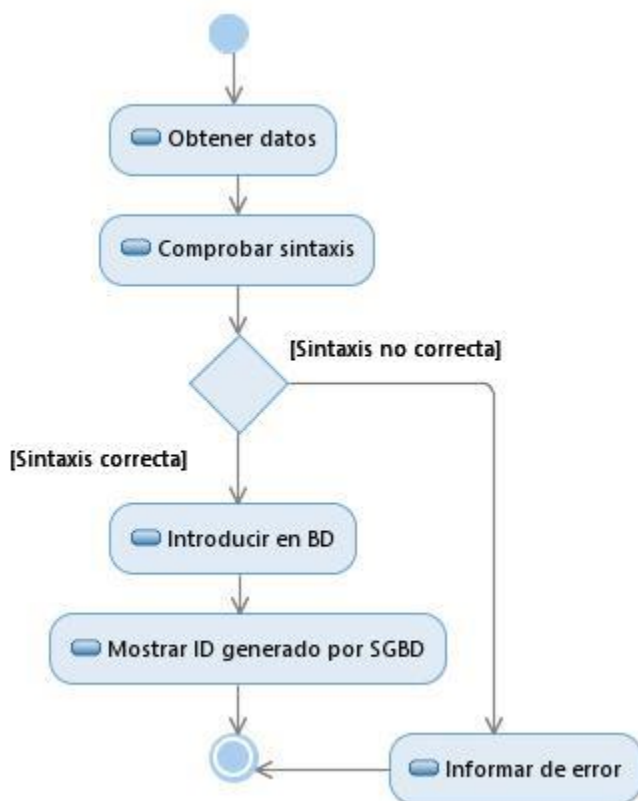 Obtener datos
Comprobar sintaxis
[Sintaxis no correcta]
[Sintaxis correcta]
Introducir en BD
Mostrar ID generado por SGBD
Informar de error